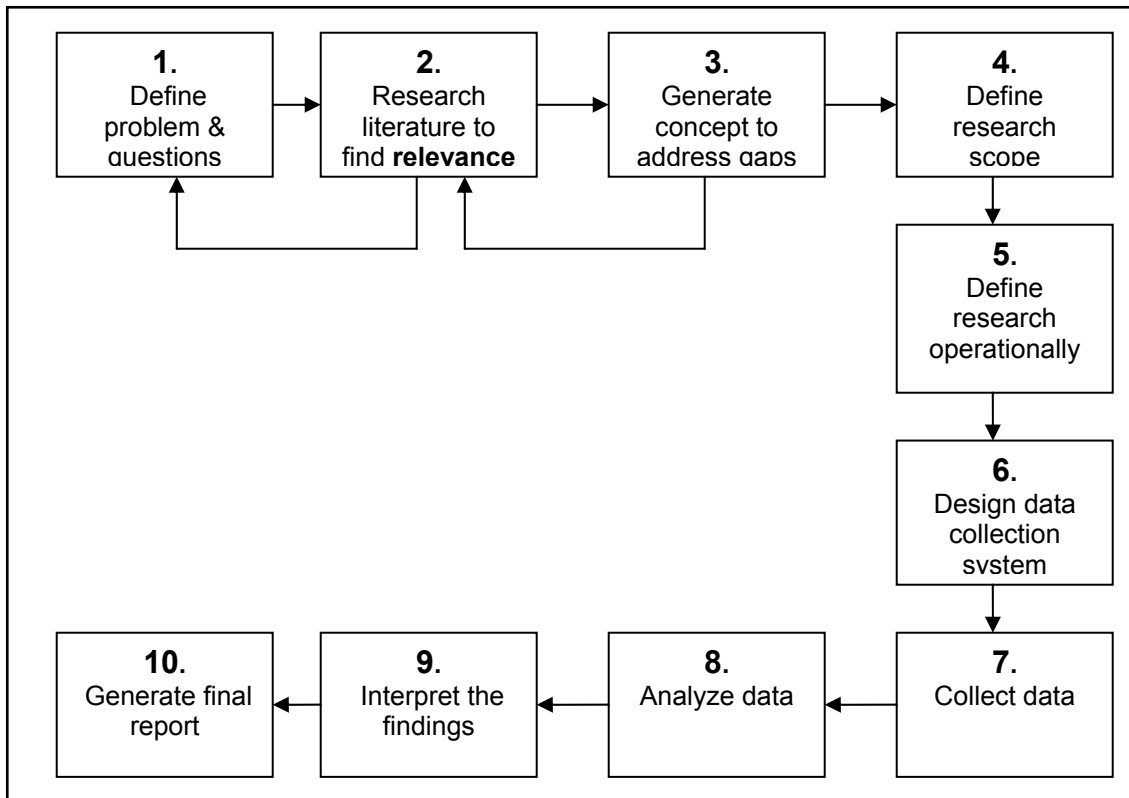 1.
Define
problem &
questions
2.
Research
literature to
find relevance
3.
Generate
concept to
address gaps
4.
Define
research
scope
5.
Define
research
operationally
6.
Design data
collection
system
7.
Collect data
8.
Analyze data
9.
Interpret the
findings
10.
Generate final
report